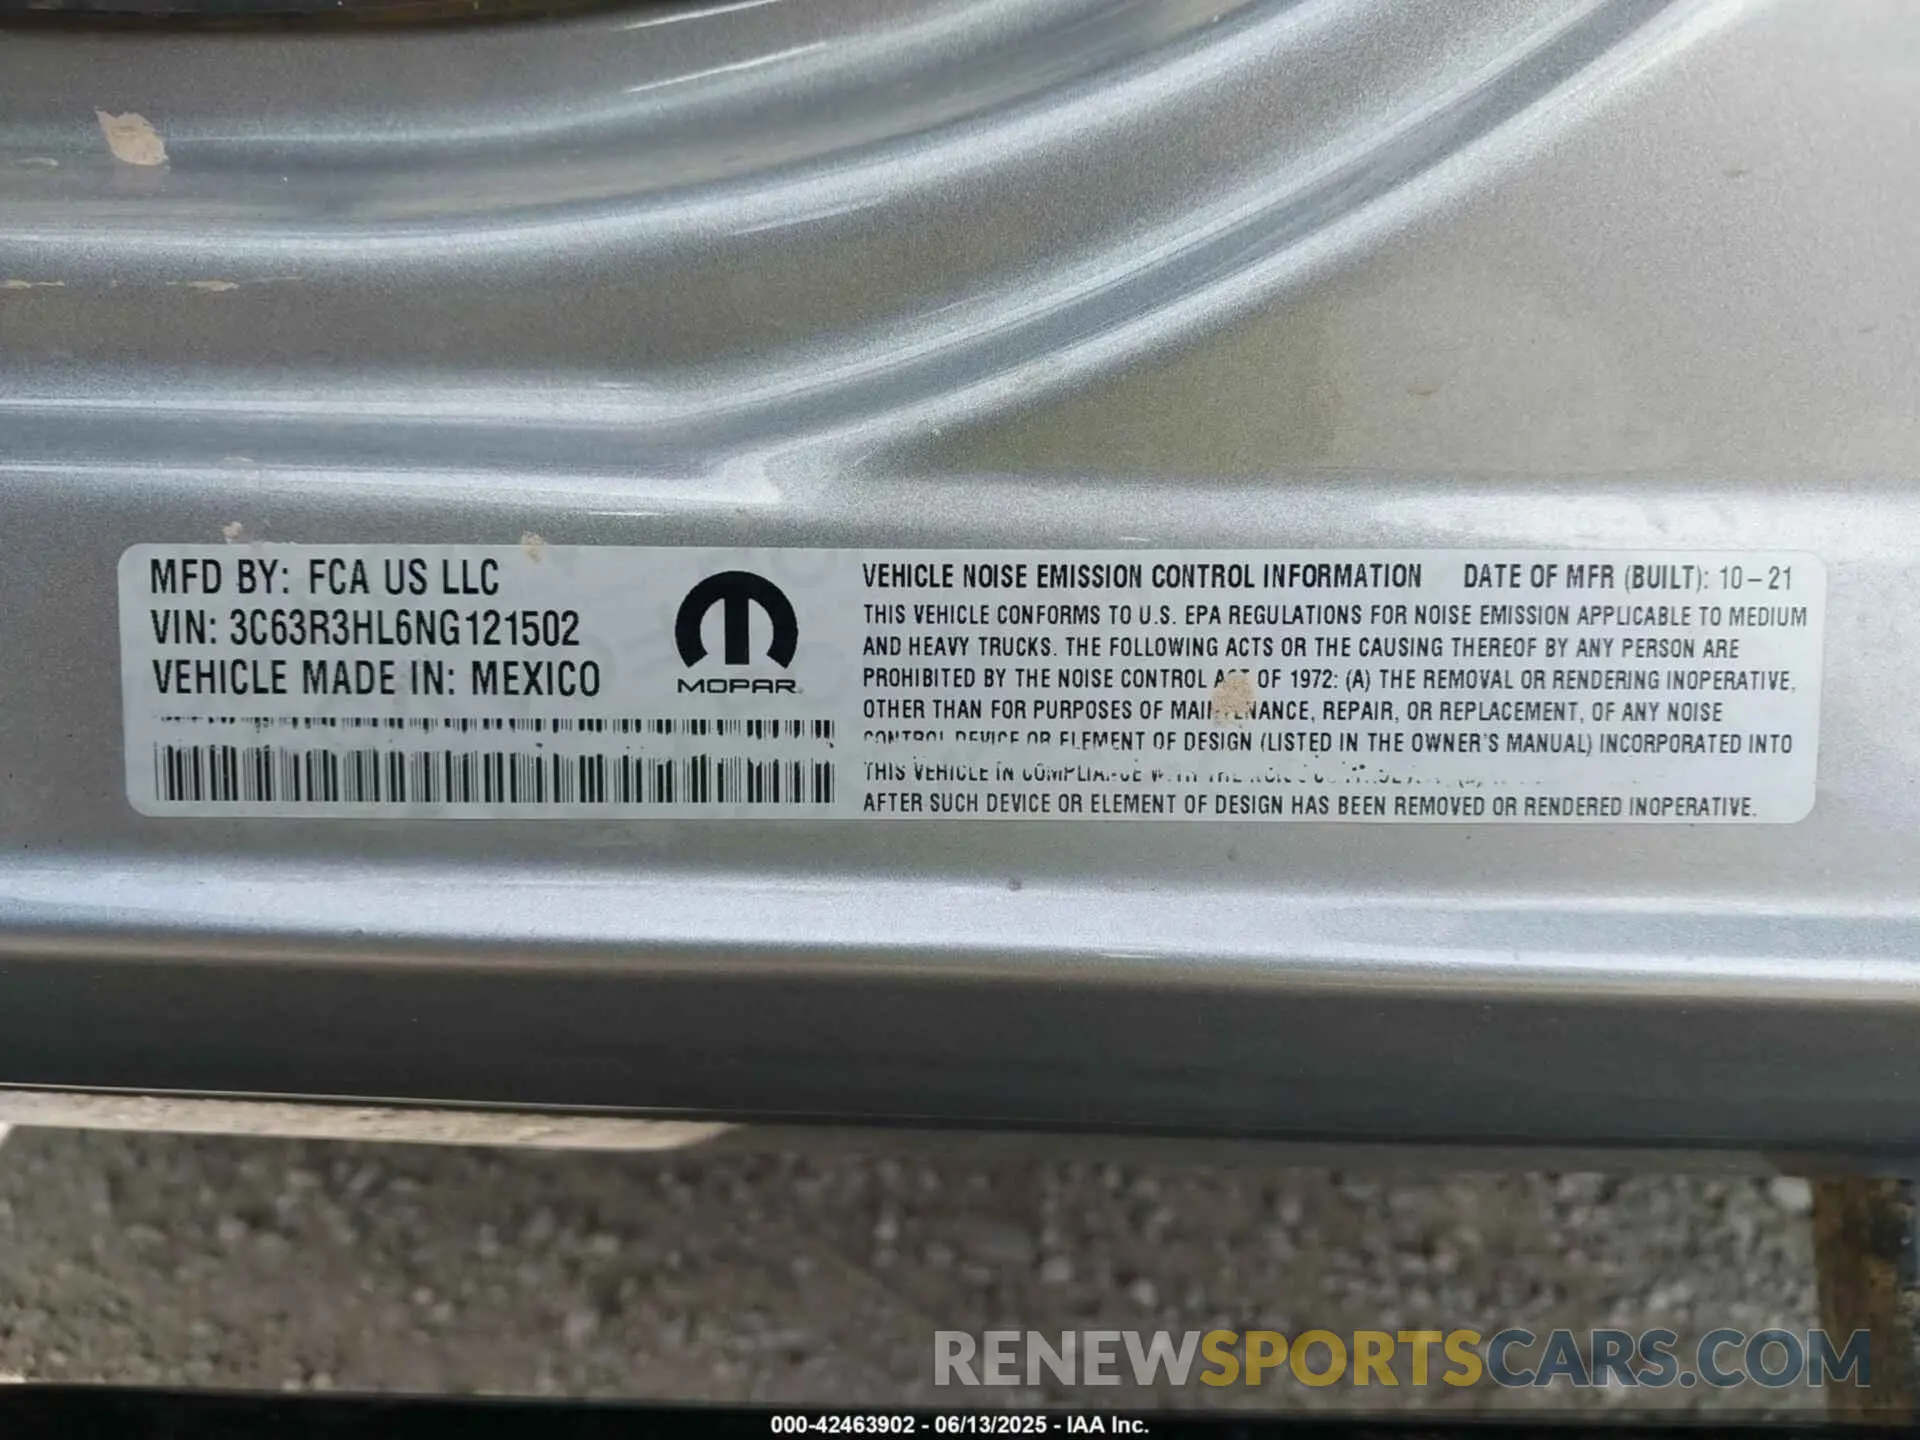 MFD BY: FCA US LLC
VIN: 3C63R3HL6NG121502
VEHICLE MADE IN: MEXICO
MOPAR
VEHICLE NOISE EMISSION CONTROL INFORMATION DATE OF MFR (BUILT): 10-21
THIS VEHICLE CONFORMS TO U.S. EPA REGULATIONS FOR NOISE EMISSION APPLICABLE TO MEDIUM
AND HEAVY TRUCKS. THE FOLLOWING ACTS OR THE CAUSING THEREOF BY ANY PERSON ARE
PROHIBITED BY THE NOISE CONTROL ACT OF 1972: (A) THE REMOVAL OR RENDERING INOPERATIVE,
OTHER THAN FOR PURPOSES OF MAINTENANCE, REPAIR, OR REPLACEMENT, OF ANY NOISE
CONTROL DEVICE OR ELEMENT OF DESIGN (LISTED IN THE OWNER'S MANUAL) INCORPORATED INTO
THIS VEHICLE IN COMPLIANCE WITH THE
AFTER SUCH DEVICE OR ELEMENT OF DESIGN HAS BEEN REMOVED OR RENDERED INOPERATIVE.
RENEWSPORTSCARS.COM
000-42463902 - 06/13/2025 - IAA Inc.